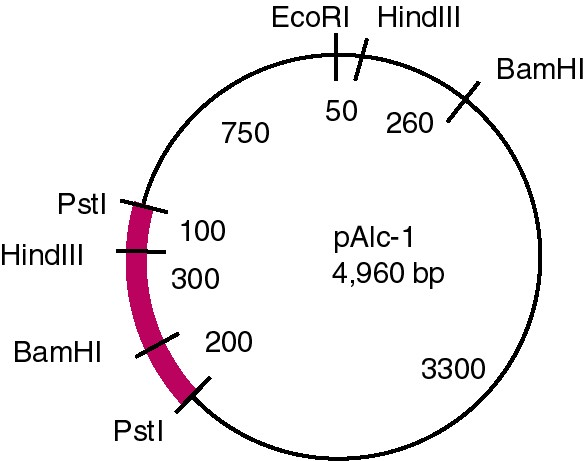 EcoRI HindIII
BamHI
50
260
750
PstI
100
HindIII
300
pAlc-1
4,960 bp
BamHI
200
3300
PstI